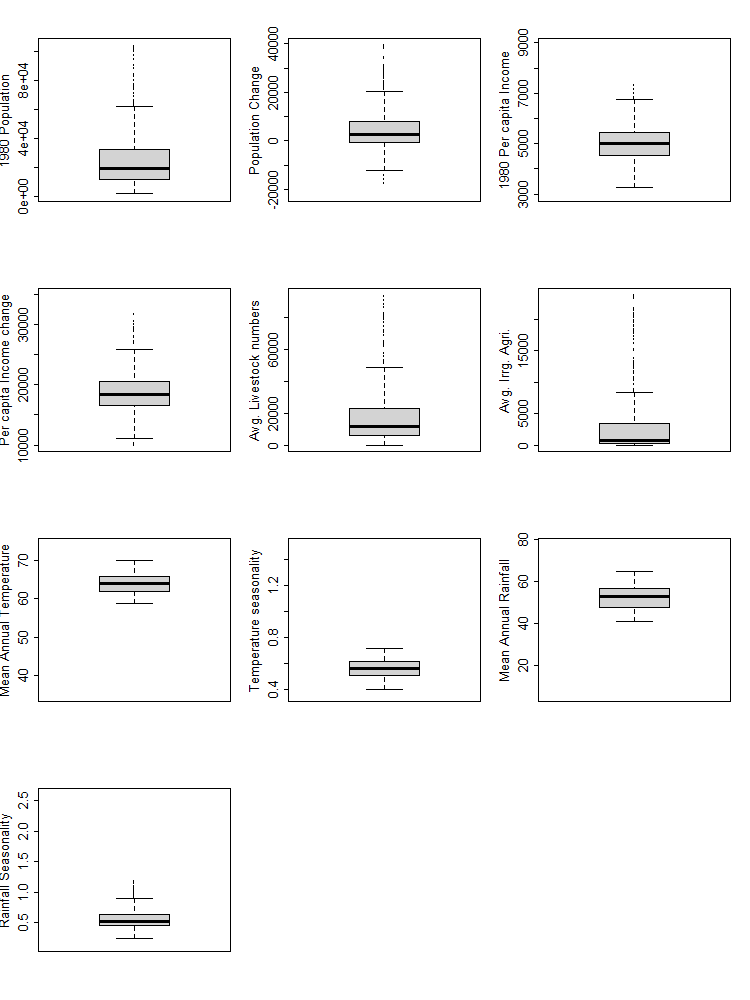 1980 Population
0e+00
4e+04
8e+04
Population Change
-20000
0
20000
40000
1980 Per capita Income
3000
5000
7000
9000
Per capita Income change
10000
20000
30000
Avg. Livestock numbers
0
20000
60000
Avg. Irrg. Agri.
0
5000
15000
Mean Annual Temperature
40
50
60
70
Temperature seasonality
0.4
0.8
1.2
Mean Annual Rainfall
20
40
60
80
Rainfall Seasonality
0.5
1.0
1.5
2.0
2.5